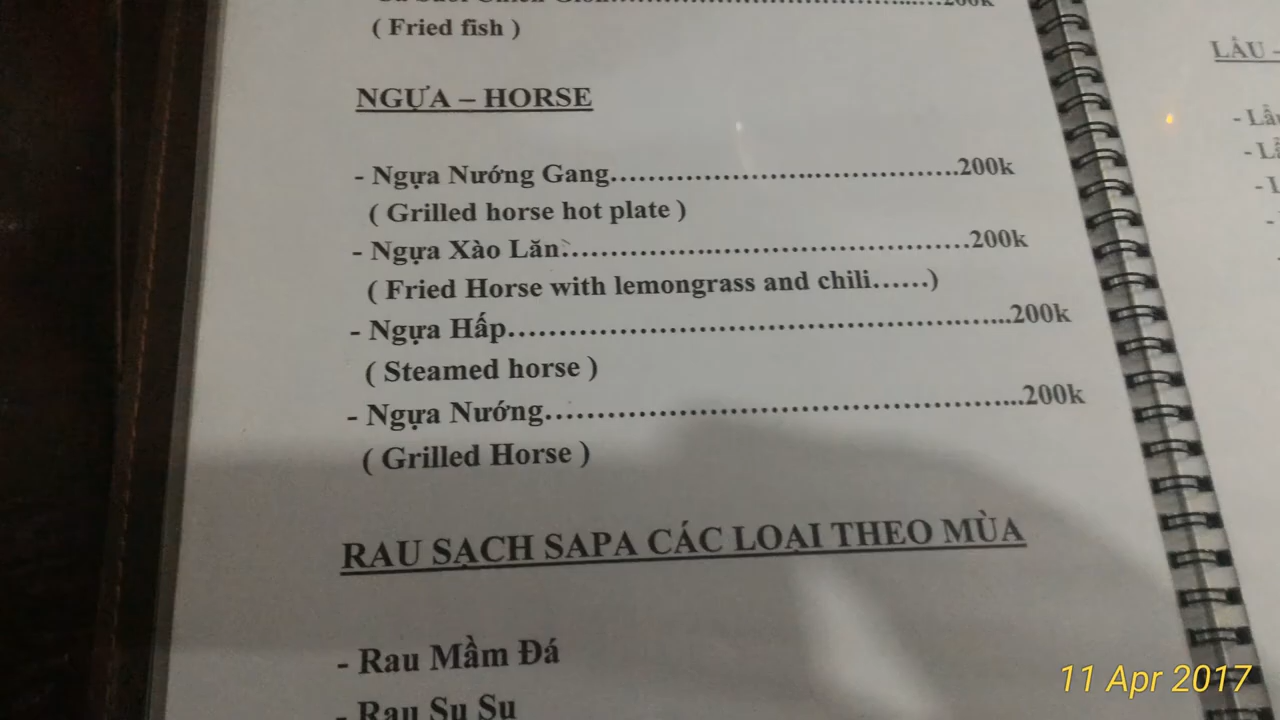 ( Fried fish )
NGỰA – HORSE
- Ngựa Nướng Gang……………………………………200k
( Grilled horse hot plate )
- Ngựa Xào Lăn……………………………………………200k
( Fried Horse with lemongrass and chili……)
- Ngựa Hấp…………………………………………………...200k
( Steamed horse )
- Ngựa Nướng………………………………………………...200k
( Grilled Horse )
RAU SẠCH SAPA CÁC LOẠI THEO MÙA
- Rau Mầm Đá
- Rau Su Su
LẨU -
11 Apr 2017